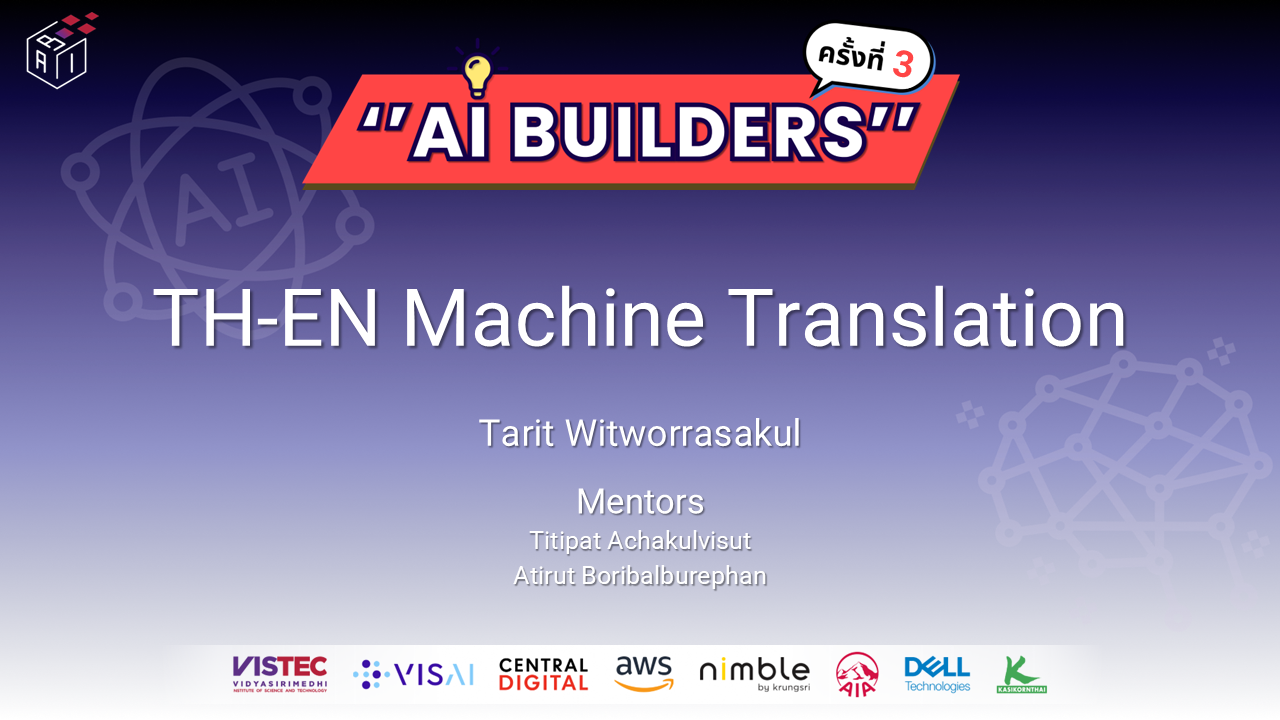 ครั้งที่ 3
"AI BUILDERS"
A B I
AI
TH-EN Machine Translation
Tarit Witworrasakul
Mentors
Titipat Achakulvisut
Atirut Boribalburephan
VISTEC
VIDYASIRIMEDHI
INSTITUTE OF SCIENCE AND TECHNOLOGY
VISAI
CENTRAL
DIGITAL
aws
nimble
by krungsri
AIA
DELL
Technologies
KASIKORNTHAI